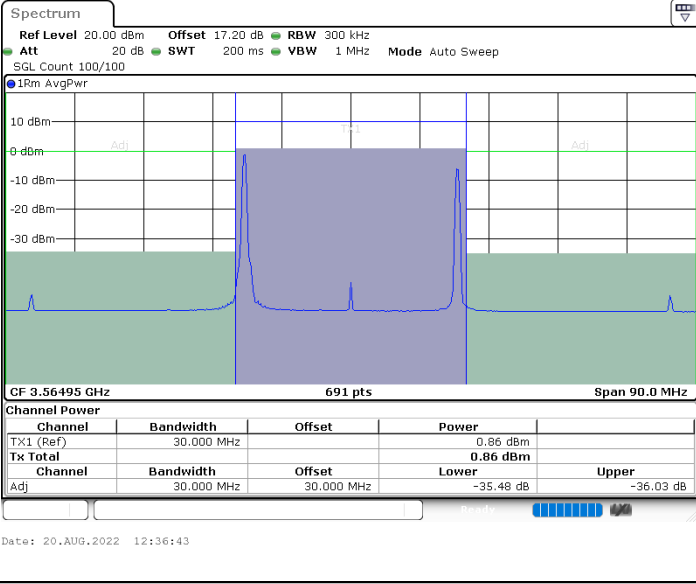 Spectrum
Ref Level 20.00 dBm Offset 17.20 dB RBW 300 kHz
Att 20 dB SWT 200 ms VBW 1 MHz Mode Auto Sweep
SGL Count 100/100
1Rm AvgPwr
10 dBm
Tx1
Adj
Adj
0 dBm
-10 dBm
-20 dBm
-30 dBm
CF 3.56495 GHz 691 pts Span 90.0 MHz
Channel Power
Channel Bandwidth Offset Power
TX1 (Ref) 30.000 MHz 0.86 dBm
Tx Total 0.86 dBm
Channel Bandwidth Offset Lower Upper
Adj 30.000 MHz 30.000 MHz -35.48 dB -36.03 dB
Ready
Date: 20.AUG.2022 12:36:43